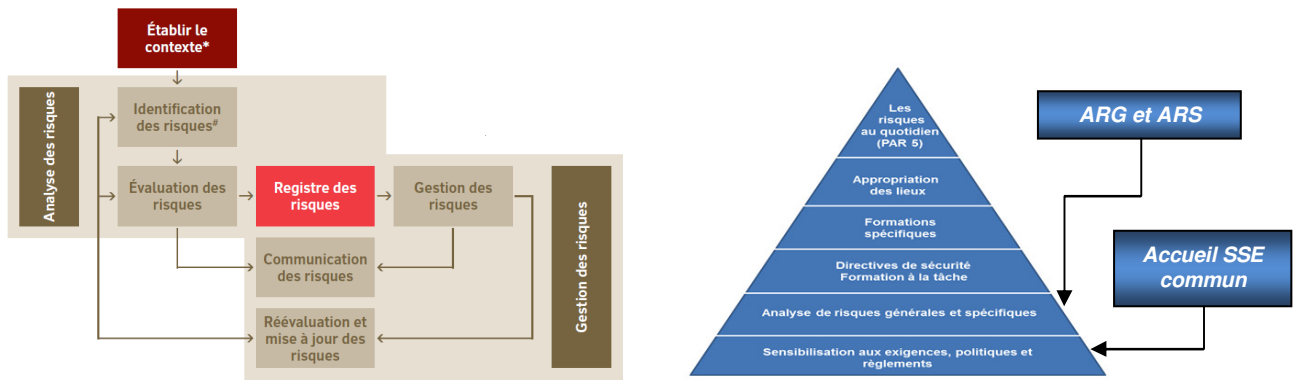 Établir le
contexte*
Analyse des risques
Identification
des risques#
Évaluation des
risques
Registre des
risques
Gestion des
risques
Communication
des risques
Réévaluation et
mise à jour des
risques
Gestion des risques
Les
risques
au quotidien
(PAR 5)
Appropriation
des lieux
Formations
spécifiques
Directives de sécurité
Formation à la tâche
Analyse de risques générales et spécifiques
Sensibilisation aux exigences, politiques et
règlements
ARG et ARS
Accueil SSE
commun